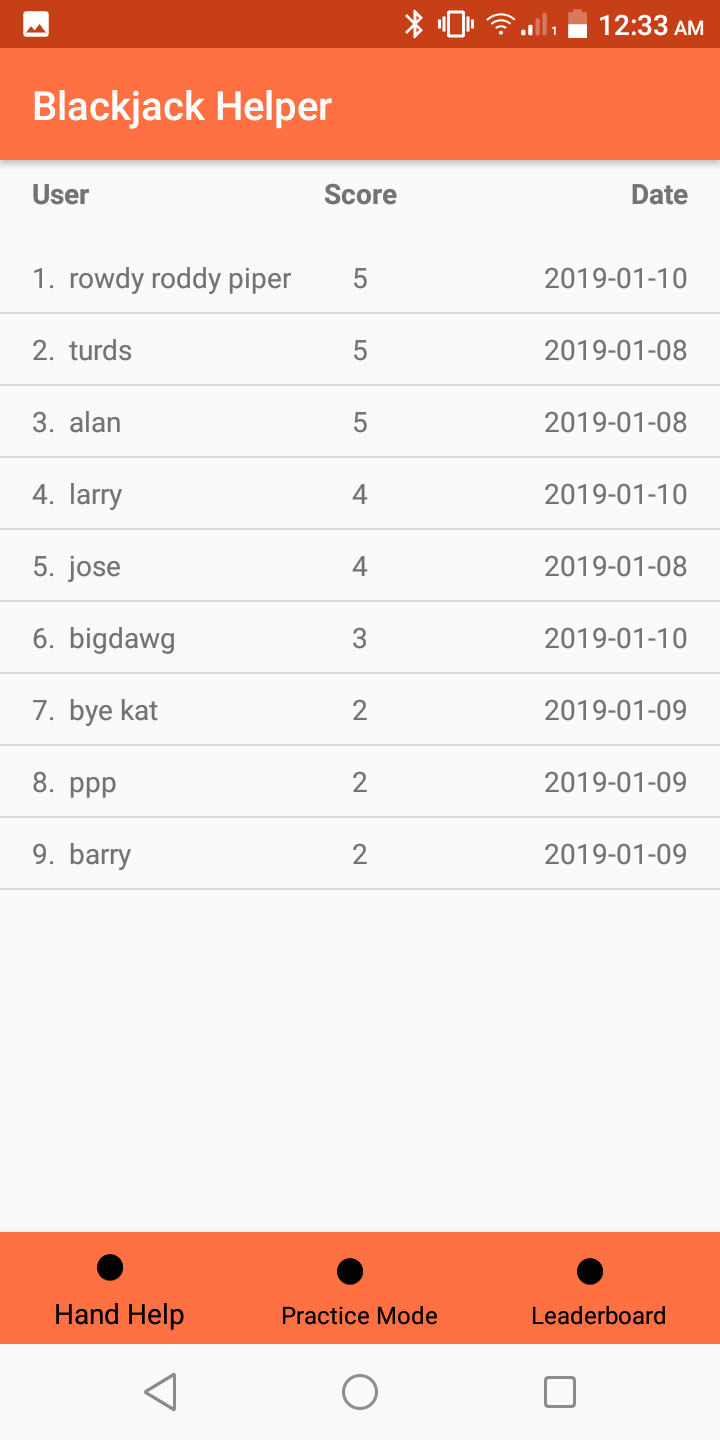 12:33 AM
Blackjack Helper
User Score Date
1. rowdy roddy piper 5 2019-01-10
2. turds 5 2019-01-08
3. alan 5 2019-01-08
4. larry 4 2019-01-10
5. jose 4 2019-01-08
6. bigdawg 3 2019-01-10
7. bye kat 2 2019-01-09
8. ppp 2 2019-01-09
9. barry 2 2019-01-09
Hand Help Practice Mode Leaderboard